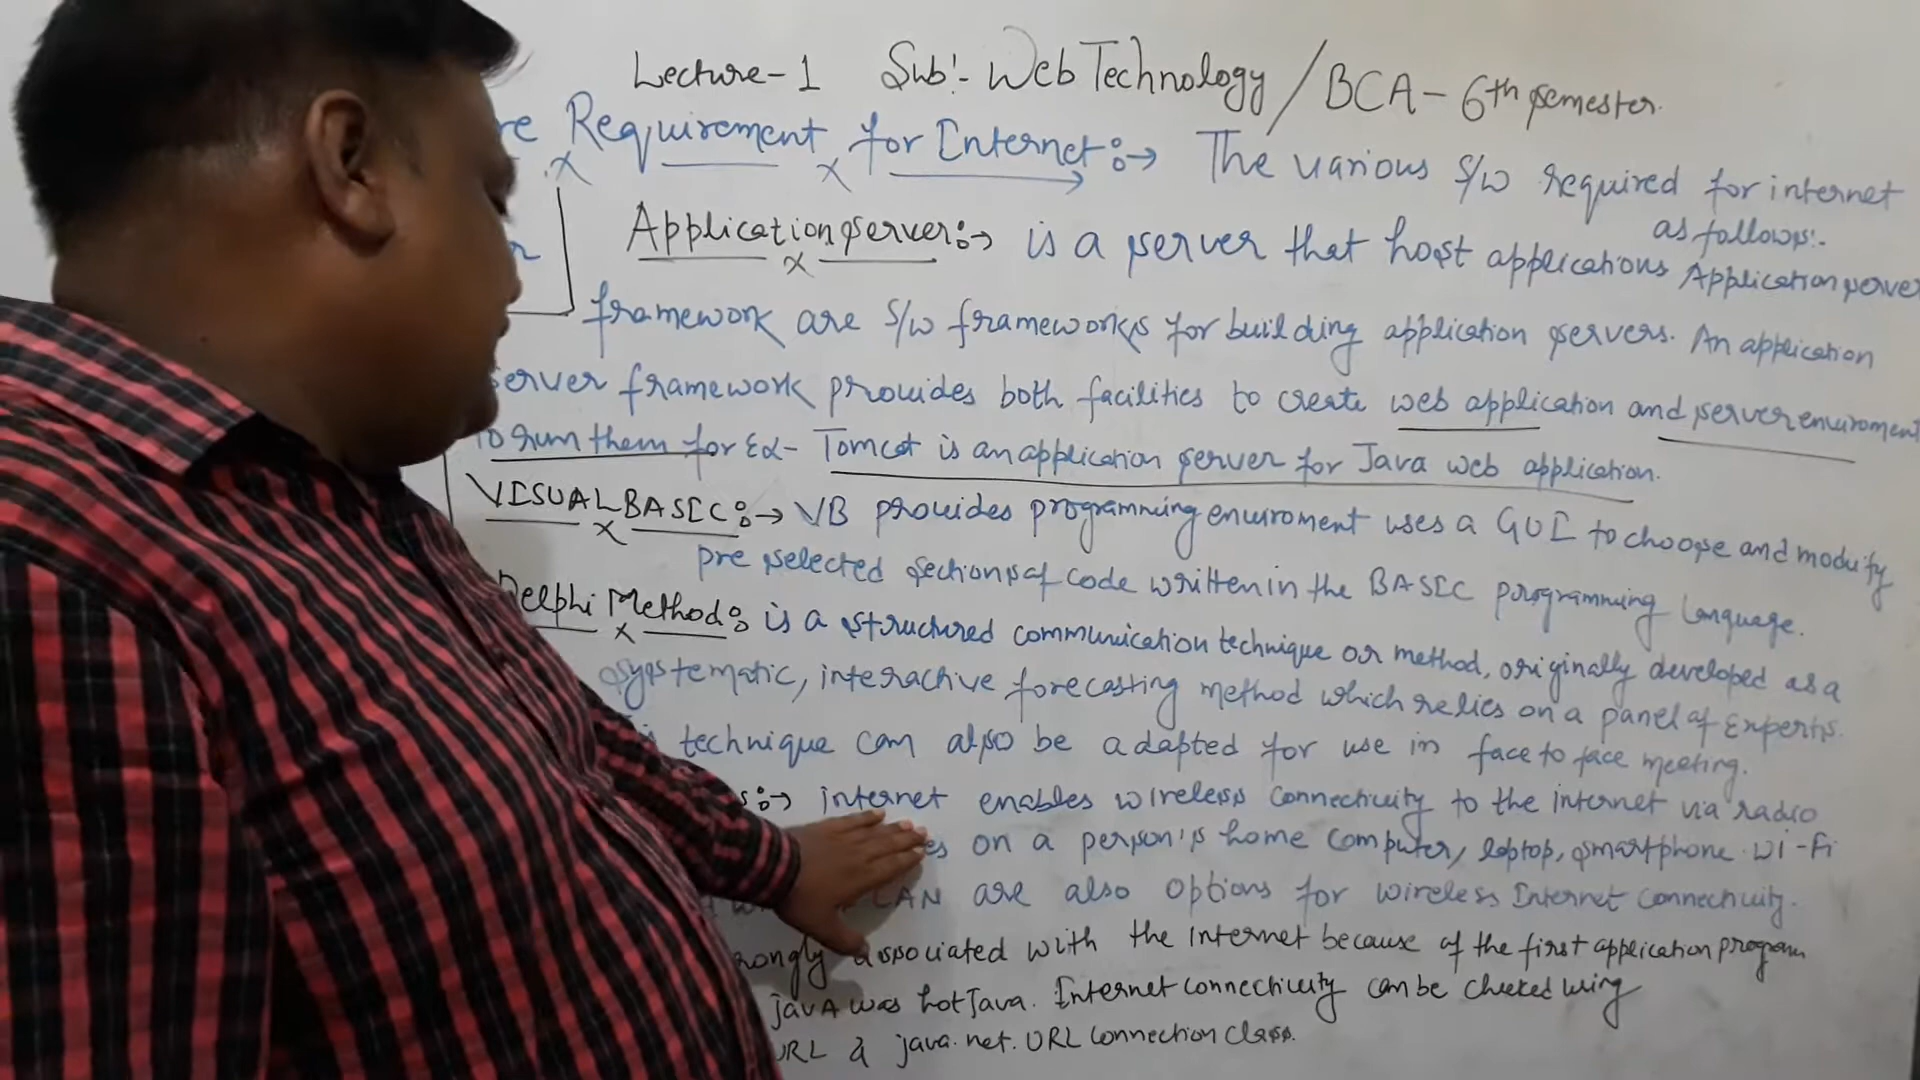 Lecture-1 Sub:- Web Technology / BCA- 6th semester.
re Requirement for Internet:→ The various S/W required for internet
as follows:-
Application server:→ is a server that host applications Application server
framework are S/W frameworks for building application servers. An application
erver framework provides both facilities to create web application and server enviroment
To run them for Ex- Tomcat is an application server for Java web application.
VISUAL BASIC:→ VB provides programming enviroment uses a GUI to choose and modify
pre selected sections of code written in the BASIC programming language.
Delphi Method: is a structured communication technique or method, originally developed as a
systematic, interactive forecasting method which relies on a panel of Experts.
technique can also be adapted for use in face to face meeting.
s:→ internet enables wireless connectivity to the internet via radio
es on a person's home computer, laptop, smartphone. Wi-Fi
LAN are also options for wireless Internet connectivity.
rongly associated with the internet because of the first application program
java was hot Java. Internet connectivity can be checked using
URL & java.net.URL connection class.